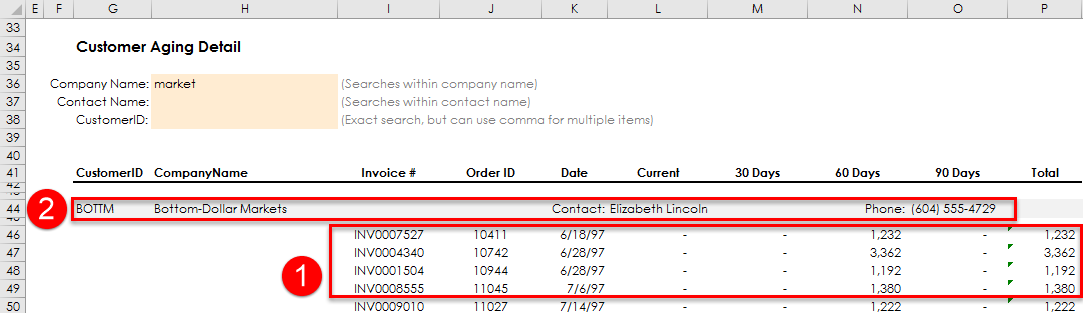 E F G H I J K L M N O P
33
34 Customer Aging Detail
35
36 Company Name: market (Searches within company name)
37 Contact Name: (Searches within contact name)
38 CustomerID: (Exact search, but can use comma for multiple items)
39
40
41 CustomerID CompanyName Invoice # Order ID Date Current 30 Days 60 Days 90 Days Total
42
2 44 BOTTM Bottom-Dollar Markets Contact: Elizabeth Lincoln Phone: (604) 555-4729
46 INV0007527 10411 6/18/97 - - 1,232 - 1,232
47 INV0004340 10742 6/28/97 - - 3,362 - 3,362
1 48 INV0001504 10944 6/28/97 - - 1,192 - 1,192
49 INV0008555 11045 7/6/97 - - 1,380 - 1,380
50 INV0009010 11027 7/14/97 - - 1,222 - 1,222